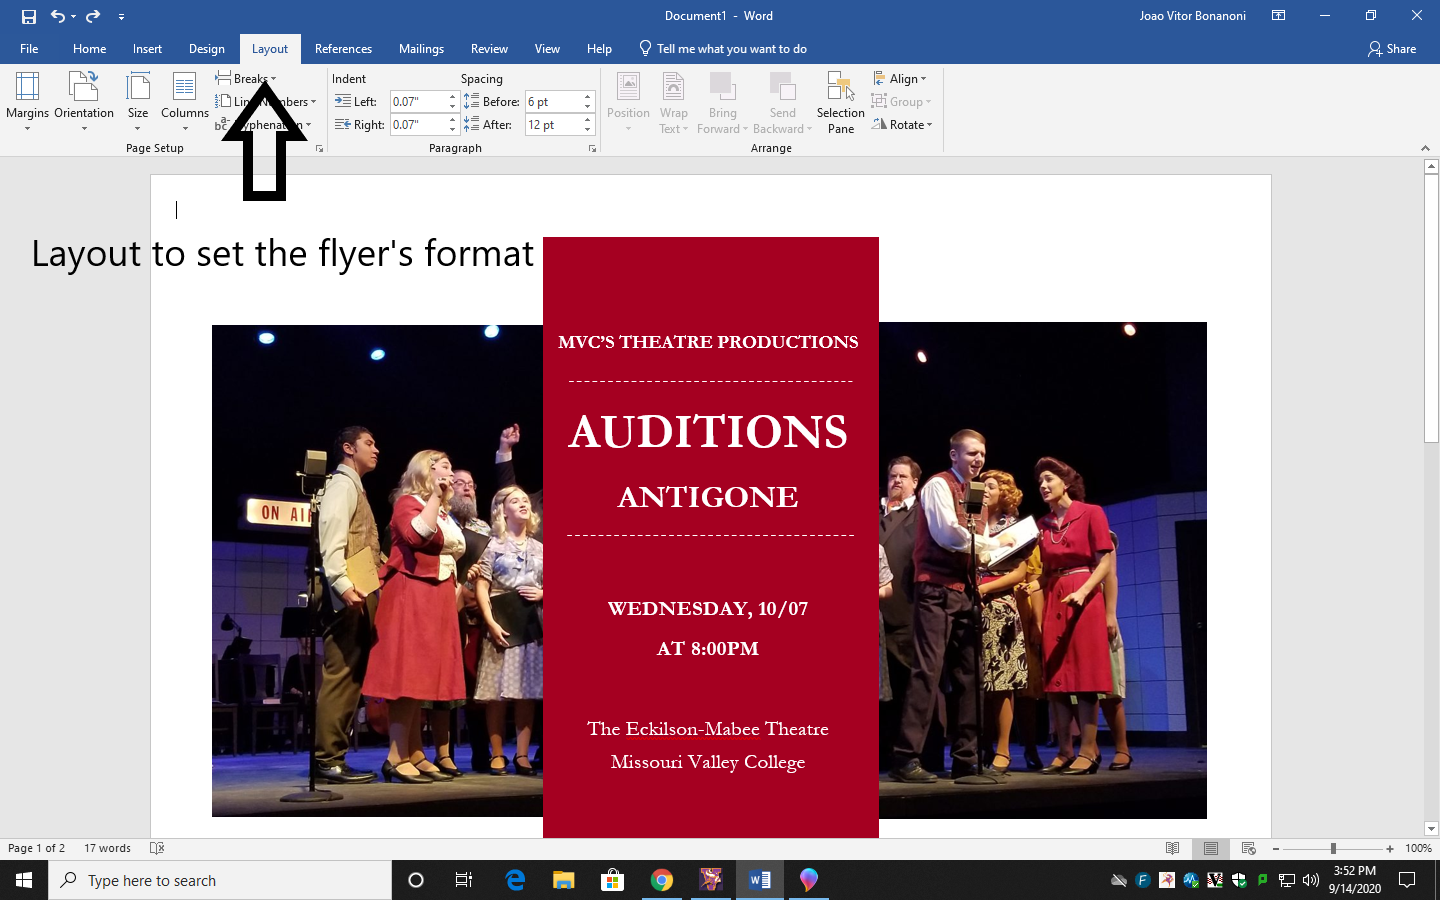 Document1 - Word
Joao Vitor Bonanoni
File Home Insert Design Layout References Mailings Review View Help Tell me what you want to do Share
Margins Orientation Size Columns
Breaks
Page Setup
Indent Spacing
Left: 0.07" Before: 6 pt
Right: 0.07" After: 12 pt
Paragraph
Position Wrap Text Bring Forward Send Backward Selection Pane
Align
Group
Rotate
Arrange
Layout to set the flyer's format
MVC'S THEATRE PRODUCTIONS
AUDITIONS
ANTIGONE
WEDNESDAY, 10/07
AT 8:00PM
The Eckilson-Mabee Theatre
Missouri Valley College
ON AI
Page 1 of 2 17 words
100%
Type here to search
3:52 PM
9/14/2020